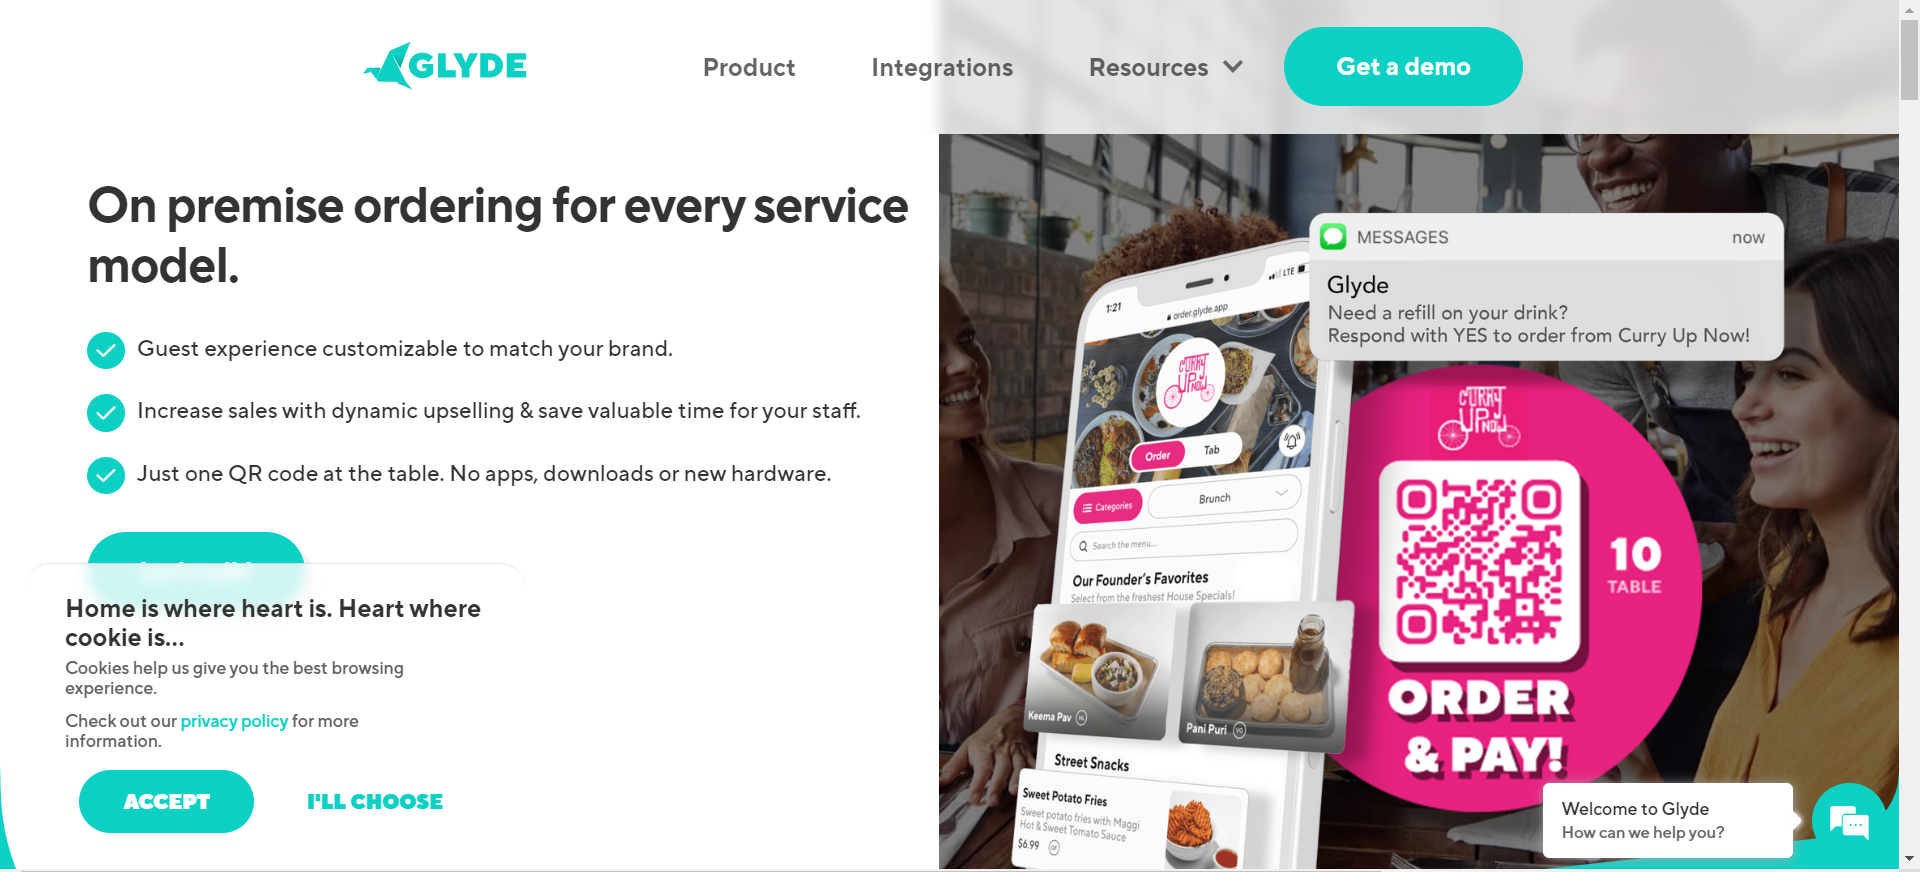 GLYDE
Product
Integrations
Resources
Get a demo
On premise ordering for every service
model.
Guest experience customizable to match your brand.
Increase sales with dynamic upselling & save valuable time for your staff.
Just one QR code at the table. No apps, downloads or new hardware.
Home is where heart is. Heart where
cookie is...
Cookies help us give you the best browsing
experience.
Check out our privacy policy for more
information.
ACCEPT
I'LL CHOOSE
MESSAGES
now
Glyde
Need a refill on your drink?
Respond with YES to order from Curry Up Now!
1:21
LTE
order.glyde.app
CURRY
UP
NOW
Order
Tab
Categories
Brunch
Search the menu...
Our Founder's Favorites
Select from the freshest House Specials!
Keema Pav
HL
Pani Puri
VG
Street Snacks
Sweet Potato Fries
Sweet potato fries with Maggi
Hot & Sweet Tomato Sauce
$6.99
GF
CURRY
UP
NOW
10
TABLE
ORDER
& PAY!
Welcome to Glyde
How can we help you?